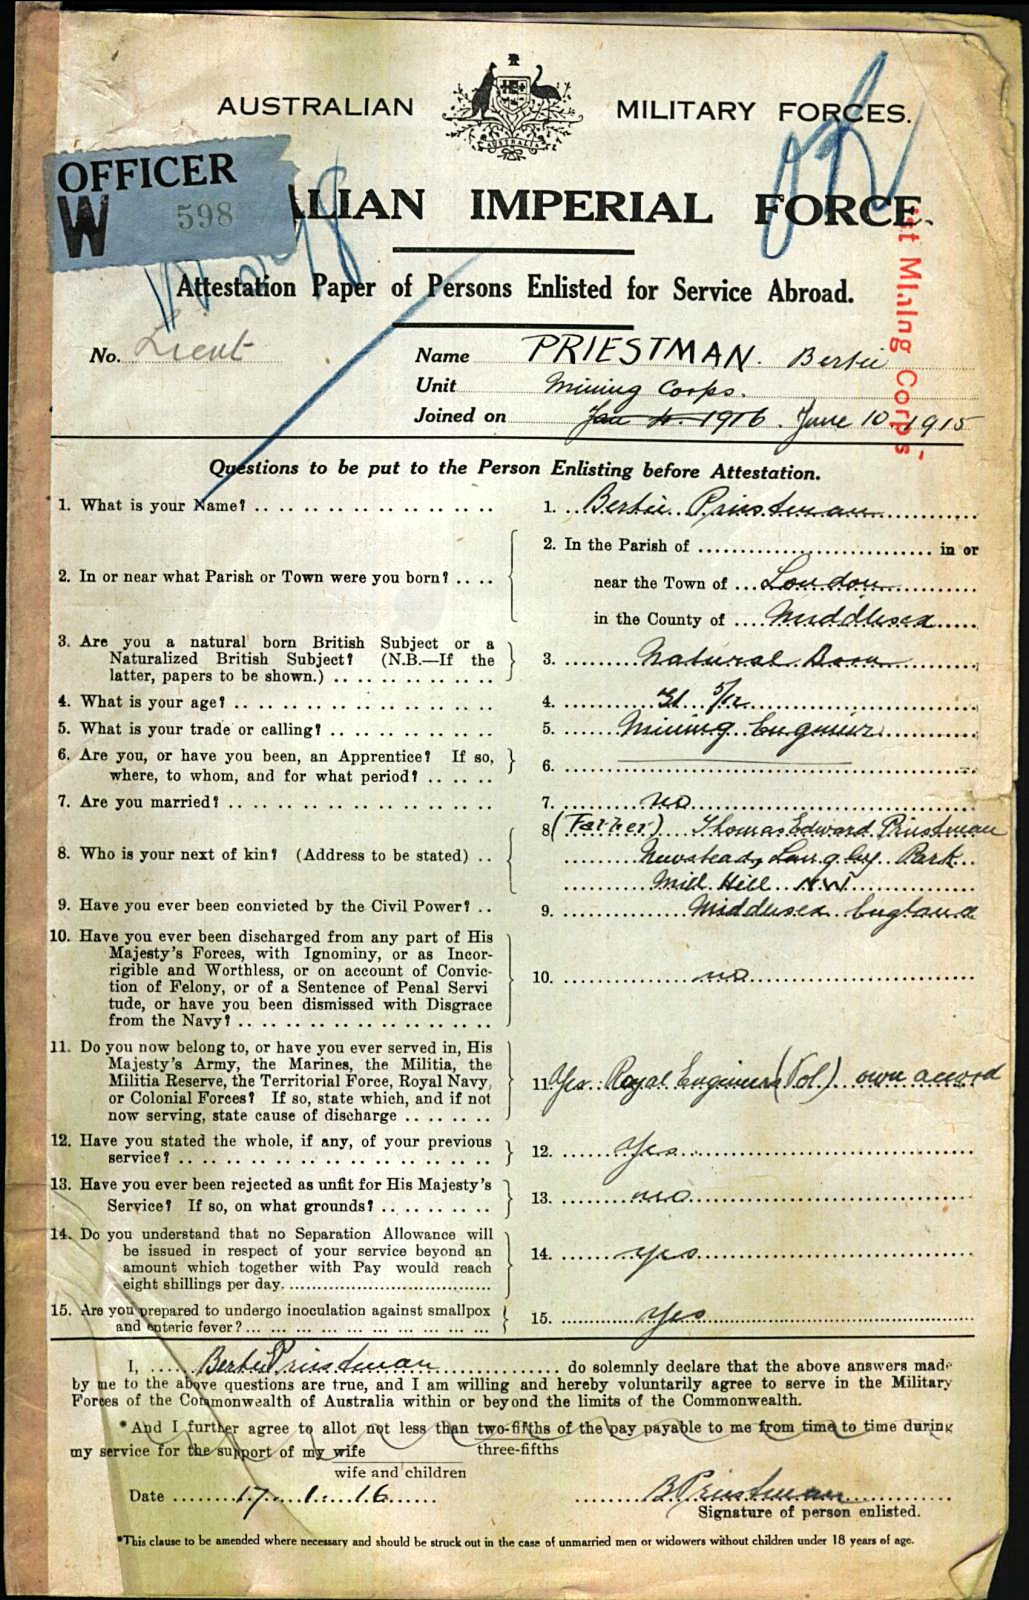 AUSTRALIAN MILITARY FORCES.
AUSTRALIA
OFFICER
W 598
ALIAN IMPERIAL FORCE.
OK
1st Mining Corps
Attestation Paper of Persons Enlisted for Service Abroad.
No. Lieut
Name PRIESTMAN. Bertie
Unit Mining Corps.
Joined on Jan 4. 1916. June 10. 1915
Questions to be put to the Person Enlisting before Attestation.
1. What is your Name? 1. Bertie Priestman
2. In or near what Parish or Town were you born? 2. In the Parish of in or
near the Town of London
in the County of Middlesex
3. Are you a natural born British Subject or a
Naturalized British Subject? (N.B.—If the
latter, papers to be shown.) 3. Natural Born
4. What is your age? 4. 31 5/12
5. What is your trade or calling? 5. Mining Engineer
6. Are you, or have you been, an Apprentice? If so,
where, to whom, and for what period? 6.
7. Are you married? 7. no
8. Who is your next of kin? (Address to be stated) 8 (Father) Thomas Edward Priestman
Newstead, Langley Park
Mill Hill NW
Middlesex England
9. Have you ever been convicted by the Civil Power? 9.
10. Have you ever been discharged from any part of His
Majesty's Forces, with Ignominy, or as Incor-
rigible and Worthless, or on account of Convic-
tion of Felony, or of a Sentence of Penal Servi
tude, or have you been dismissed with Disgrace
from the Navy? 10. no
11. Do you now belong to, or have you ever served in, His
Majesty's Army, the Marines, the Militia, the
Militia Reserve, the Territorial Force, Royal Navy,
or Colonial Forces? If so, state which, and if not
now serving, state cause of discharge 11. Yes. Royal Engineers (Vol.) own accord
12. Have you stated the whole, if any, of your previous
service? 12. Yes
13. Have you ever been rejected as unfit for His Majesty's
Service? If so, on what grounds? 13. no
14. Do you understand that no Separation Allowance will
be issued in respect of your service beyond an
amount which together with Pay would reach
eight shillings per day. 14. yes
15. Are you prepared to undergo inoculation against smallpox
and enteric fever? 15. yes
I, Bertie Priestman do solemnly declare that the above answers made
by me to the above questions are true, and I am willing and hereby voluntarily agree to serve in the Military
Forces of the Commonwealth of Australia within or beyond the limits of the Commonwealth.
*And I further agree to allot not less than two-fifths of the pay payable to me from time to time during
three-fifths
my service for the support of my wife
wife and children
Date 17. 1. 16 B Priestman
Signature of person enlisted.
*This clause to be amended where necessary and should be struck out in the case of unmarried men or widowers without children under 18 years of age.